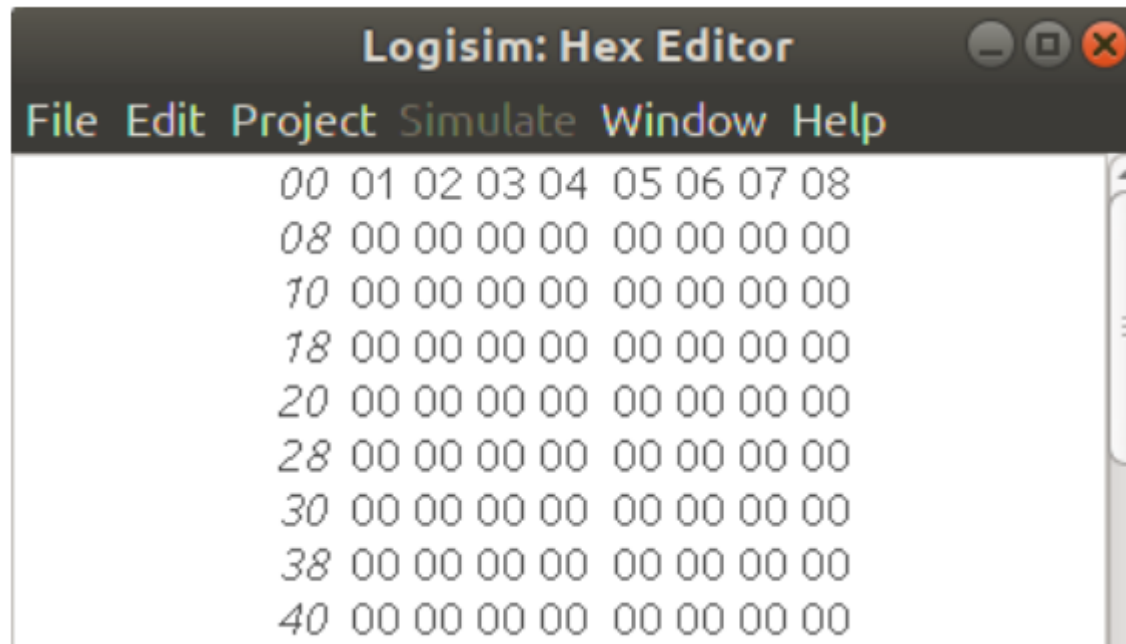 Logisim: Hex Editor
File Edit Project Simulate Window Help
00 01 02 03 04 05 06 07 08
08 00 00 00 00 00 00 00 00
10 00 00 00 00 00 00 00 00
18 00 00 00 00 00 00 00 00
20 00 00 00 00 00 00 00 00
28 00 00 00 00 00 00 00 00
30 00 00 00 00 00 00 00 00
38 00 00 00 00 00 00 00 00
40 00 00 00 00 00 00 00 00